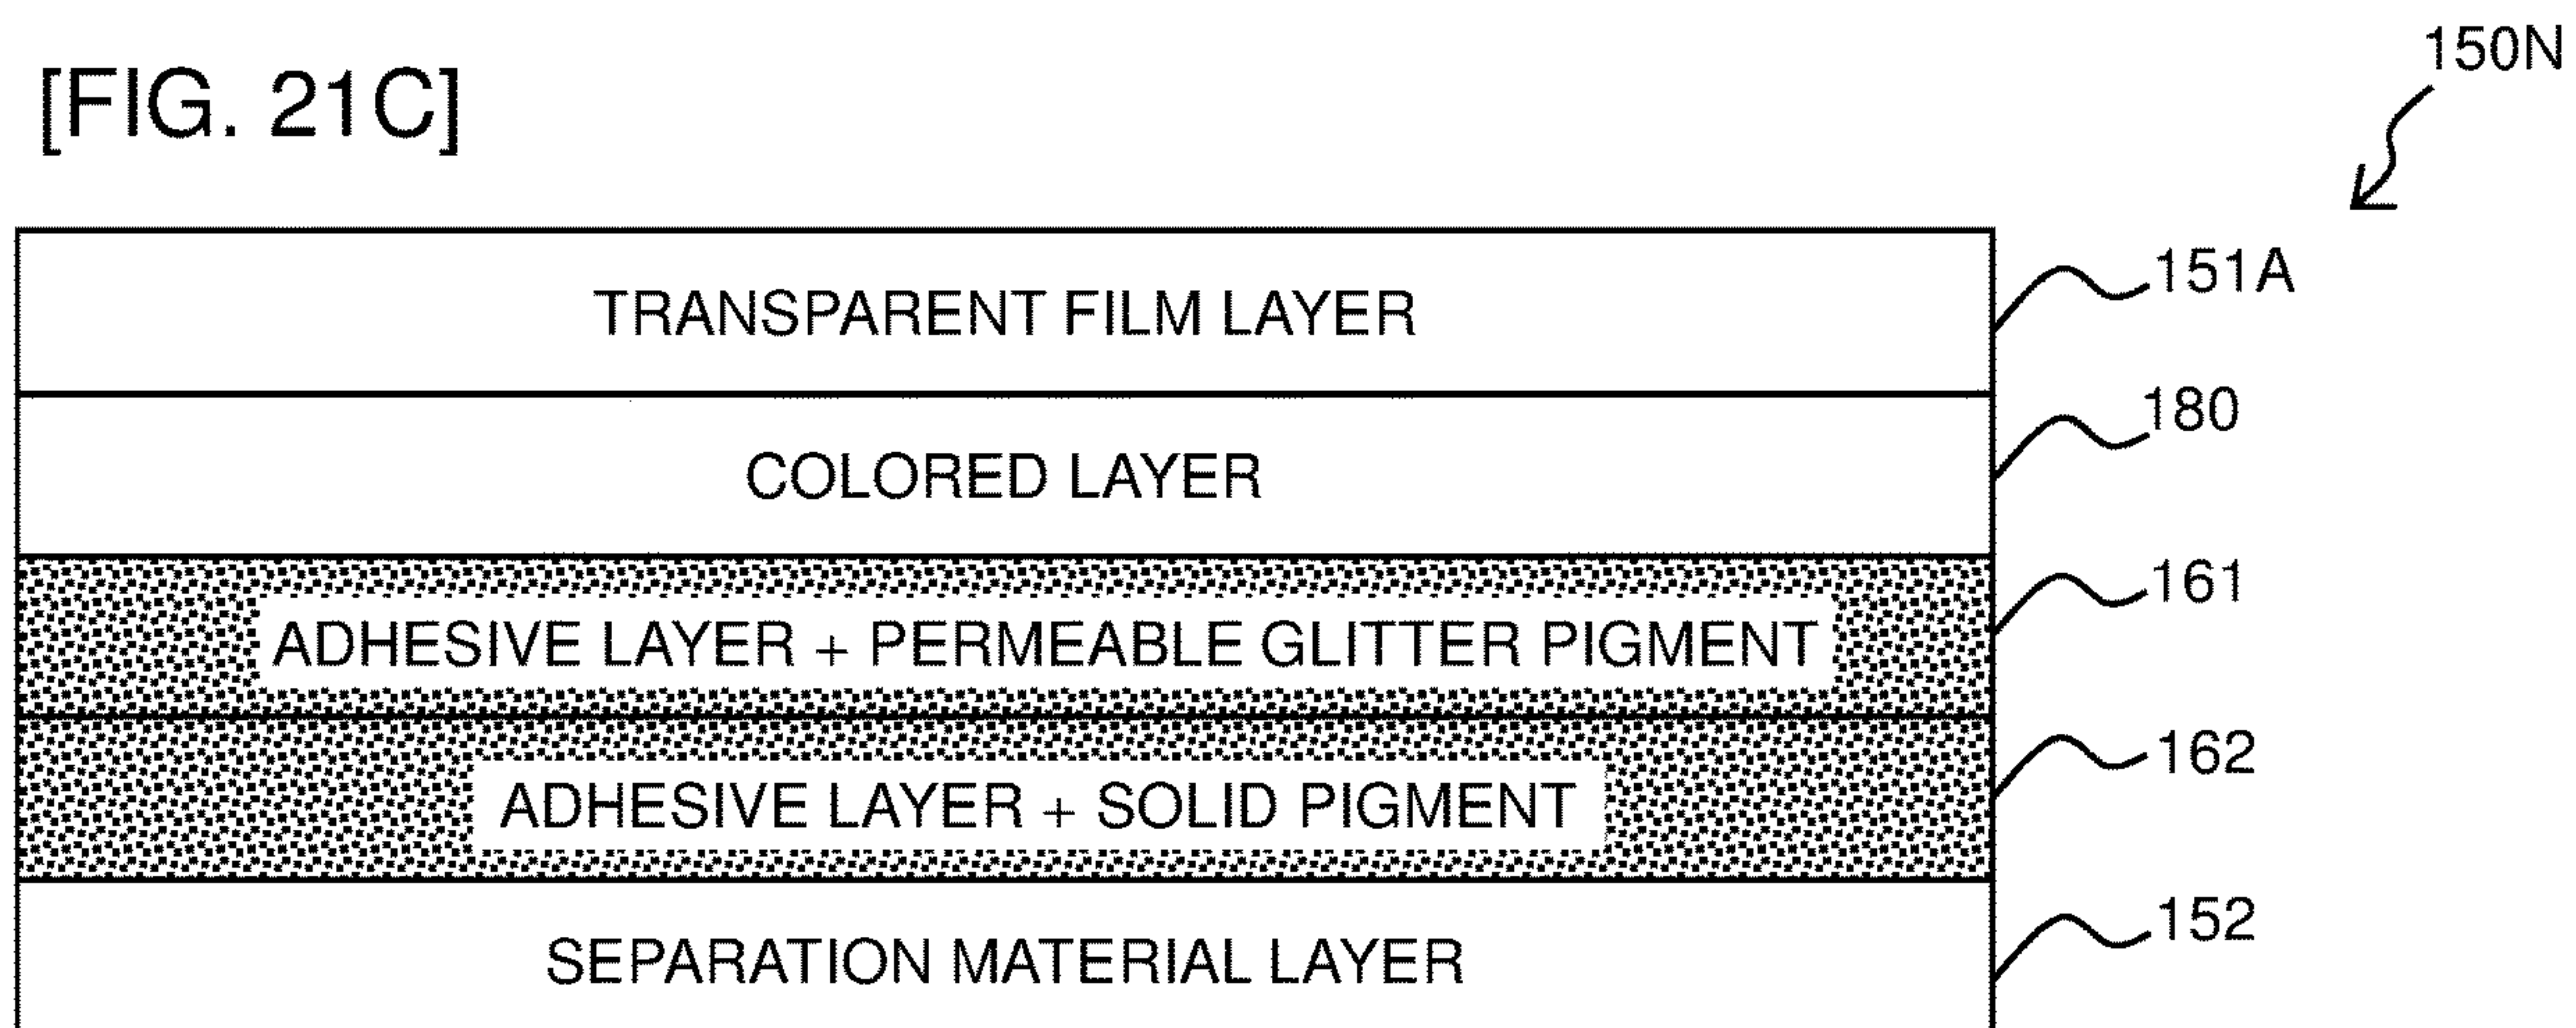 [FIG. 21C]
150N
TRANSPARENT FILM LAYER
151A
COLORED LAYER
180
ADHESIVE LAYER + PERMEABLE GLITTER PIGMENT
161
ADHESIVE LAYER + SOLID PIGMENT
162
SEPARATION MATERIAL LAYER
152